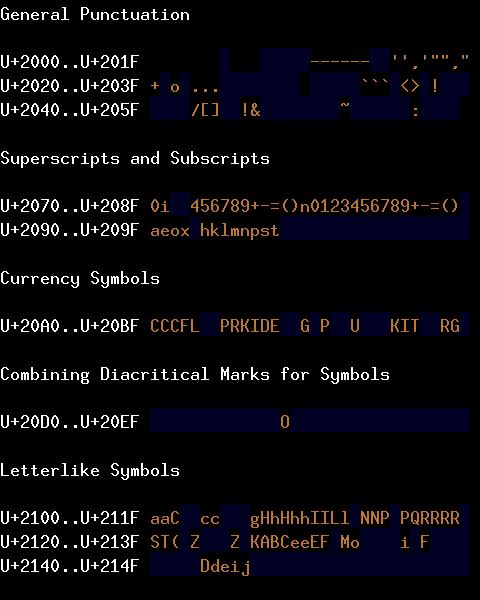 General Punctuation
U+2000..U+201F ------ '','"","
U+2020..U+203F + o ... ``` <> !
U+2040..U+205F /[] !& ~ :
Superscripts and Subscripts
U+2070..U+208F 0i 456789+-=()n0123456789+-=()
U+2090..U+209F aeox hklmnpst
Currency Symbols
U+20A0..U+20BF CCCFL PRKIDE G P U KIT RG
Combining Diacritical Marks for Symbols
U+20D0..U+20EF O
Letterlike Symbols
U+2100..U+211F aaC cc gHhHhhIILl NNP PQRRRR
U+2120..U+213F ST( Z Z KABCeeEF Mo i F
U+2140..U+214F Ddeij